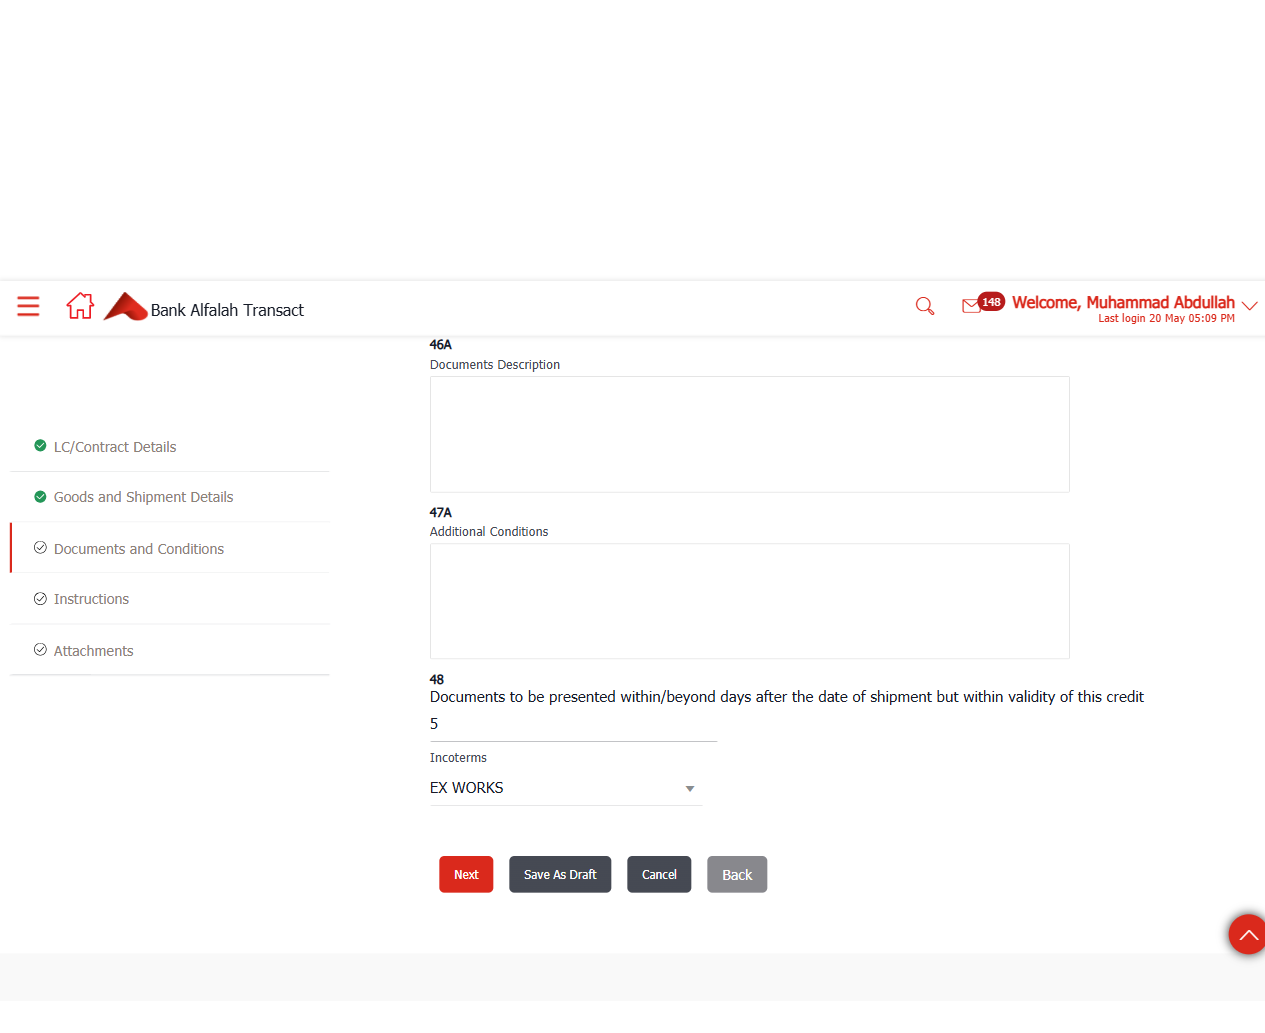 Bank Alfalah Transact
148
Welcome, Muhammad Abdullah
Last login 20 May 05:09 PM
LC/Contract Details
Goods and Shipment Details
Documents and Conditions
Instructions
Attachments
46A
Documents Description
47A
Additional Conditions
48
Documents to be presented within/beyond days after the date of shipment but within validity of this credit
5
Incoterms
EX WORKS
Next
Save As Draft
Cancel
Back